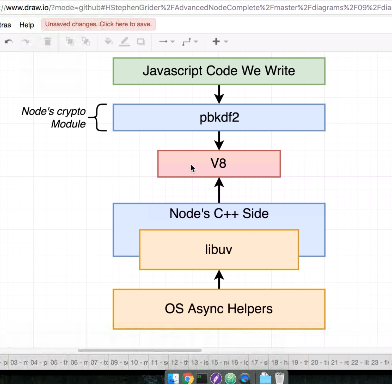 www.draw.io/?mode=github#HStephenGrider%2FAdvancedNodeComplete%2Fmaster%2Fdiagrams%2F09%2Fdia
tras Help Unsaved changes. Click here to save.
Javascript Code We Write
Node's crypto
Module
pbkdf2
V8
Node's C++ Side
libuv
OS Async Helpers